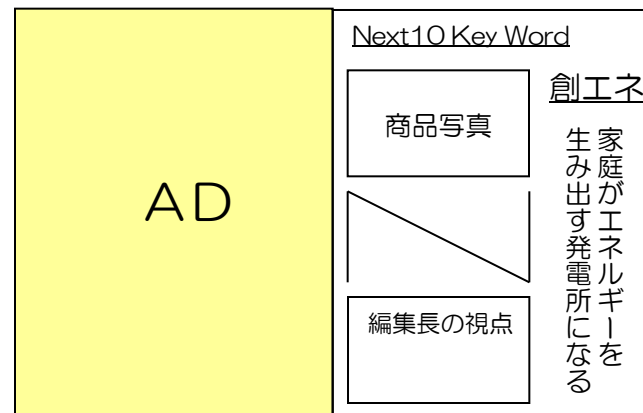 AD
Next10 Key Word
創エネ
家庭がエネルギーを
生み出す発電所になる
商品写真
編集長の視点